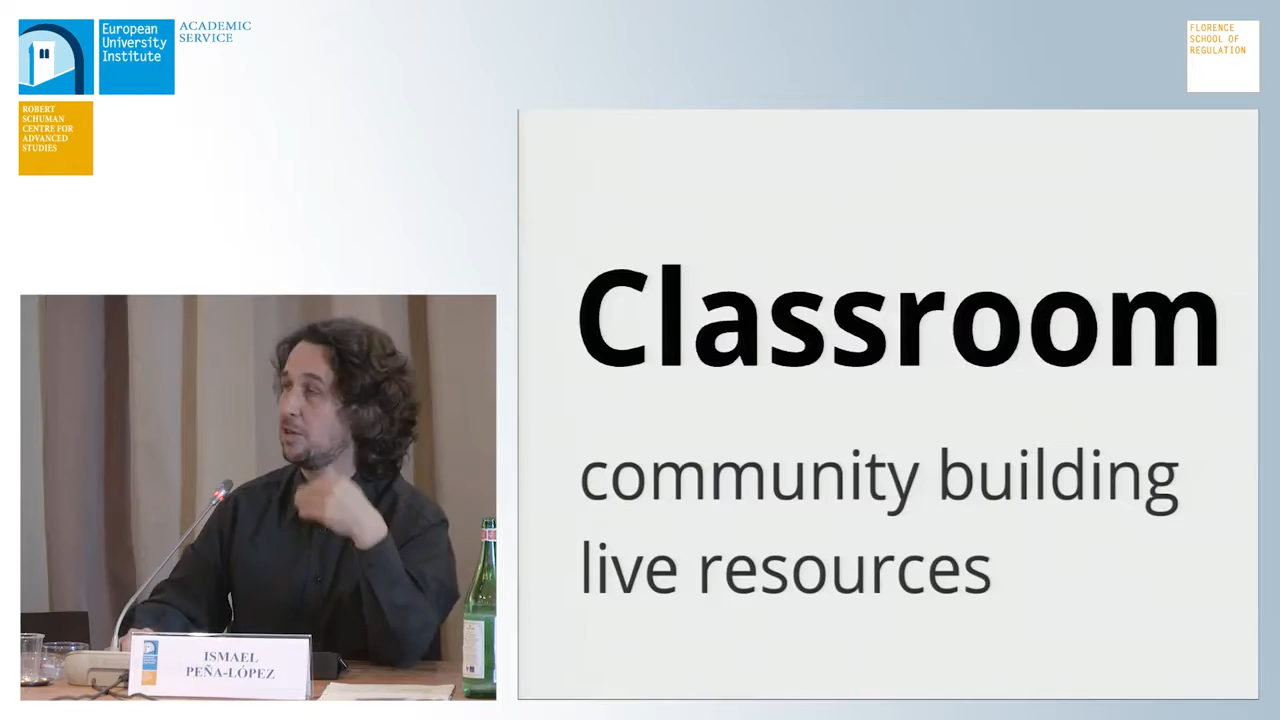 European
University
Institute
ACADEMIC
SERVICE
ROBERT
SCHUMAN
CENTRE FOR
ADVANCED
STUDIES
FLORENCE
SCHOOL OF
REGULATION
Classroom
community building
live resources
ISMAEL
PEÑA-LÓPEZ